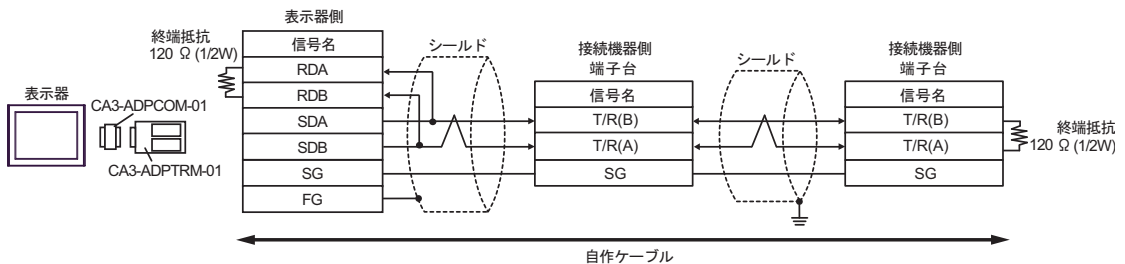 表示器
CA3-ADPCOM-01
CA3-ADPTRM-01
終端抵抗
120 Ω (1/2W)
表示器側
信号名
RDA
RDB
SDA
SDB
SG
FG
シールド
接続機器側
端子台
信号名
T/R(B)
T/R(A)
SG
シールド
接続機器側
端子台
信号名
T/R(B)
T/R(A)
SG
終端抵抗
120 Ω (1/2W)
自作ケーブル